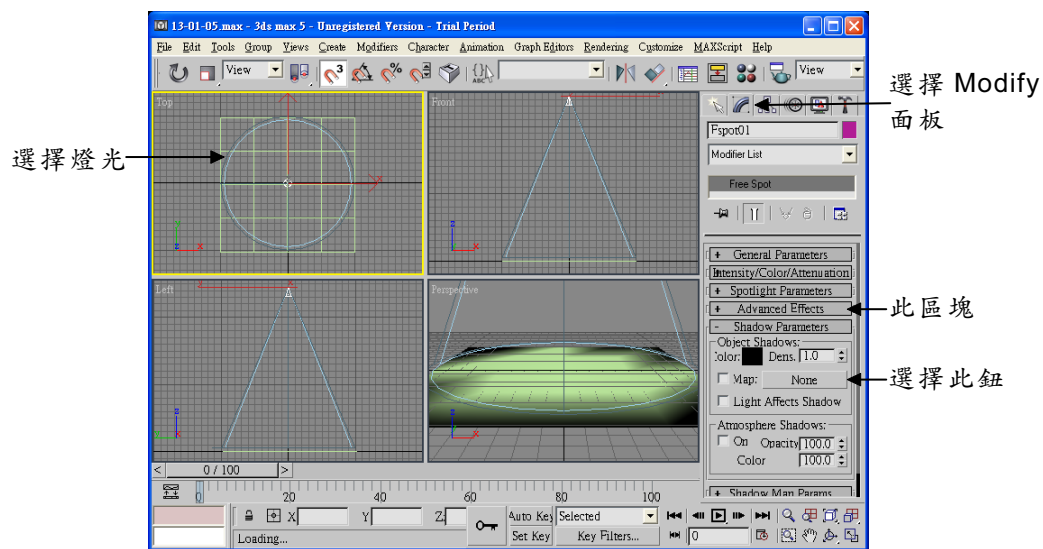 13-01-05.max - 3ds max 5 - Unregistered Version - Trial Period
File Edit Tools Group Views Create Modifiers Character Animation Graph Editors Rendering Customize MAXScript Help
View
View
選擇 Modify
面板
選擇燈光
Top
Front
Left
Perspective
Fspot01
Modifier List
Free Spot
+ General Parameters
Intensity/Color/Attenuation
+ Spotlight Parameters
+ Advanced Effects
此區塊
- Shadow Parameters
Object Shadows:
Color: Dens. 1.0
Map: None
選擇此鈕
Light Affects Shadow
Atmosphere Shadows:
On Opacity 100.0
Color 100.0
+ Shadow Map Params
< 0 / 100 >
0 20 40 60 80 100
X Y Z
Auto Key Selected
Set Key Key Filters...
0
Loading...